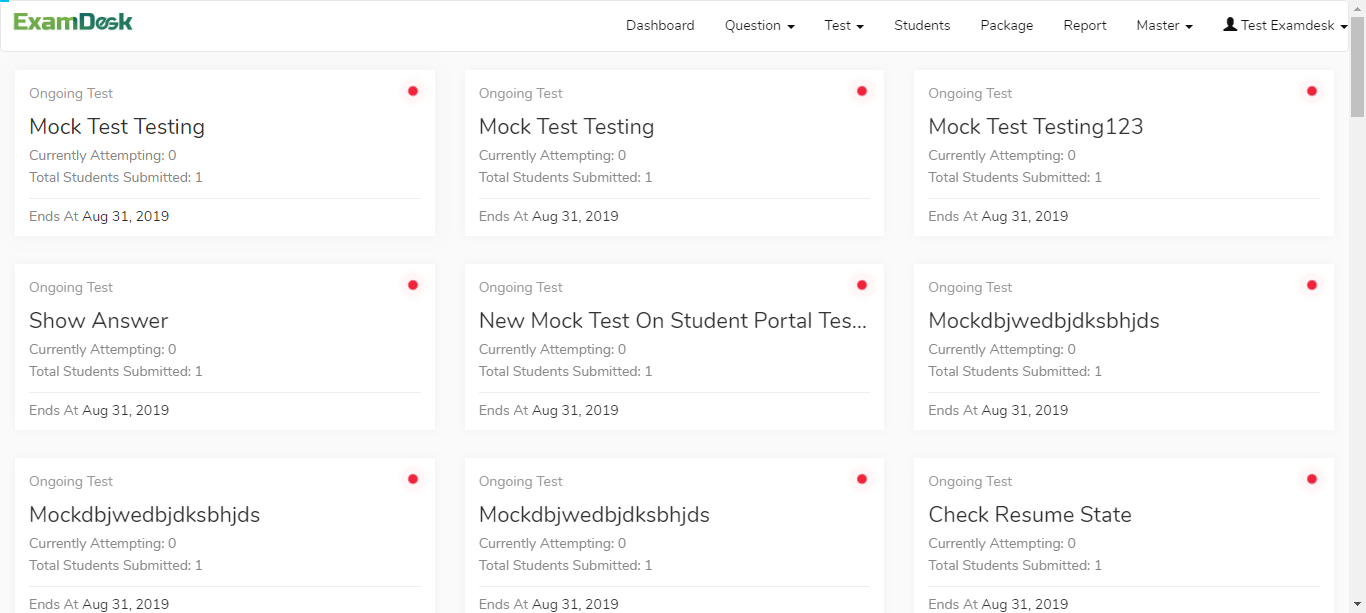 ExamDesk
Dashboard Question Test Students Package Report Master Test Examdesk
Ongoing Test
Mock Test Testing
Currently Attempting: 0
Total Students Submitted: 1
Ends At Aug 31, 2019
Ongoing Test
Mock Test Testing
Currently Attempting: 0
Total Students Submitted: 1
Ends At Aug 31, 2019
Ongoing Test
Mock Test Testing123
Currently Attempting: 0
Total Students Submitted: 1
Ends At Aug 31, 2019
Ongoing Test
Show Answer
Currently Attempting: 0
Total Students Submitted: 1
Ends At Aug 31, 2019
Ongoing Test
New Mock Test On Student Portal Tes...
Currently Attempting: 0
Total Students Submitted: 1
Ends At Aug 31, 2019
Ongoing Test
Mockdbjwedbjdksbhjds
Currently Attempting: 0
Total Students Submitted: 1
Ends At Aug 31, 2019
Ongoing Test
Mockdbjwedbjdksbhjds
Currently Attempting: 0
Total Students Submitted: 1
Ends At Aug 31, 2019
Ongoing Test
Mockdbjwedbjdksbhjds
Currently Attempting: 0
Total Students Submitted: 1
Ends At Aug 31, 2019
Ongoing Test
Check Resume State
Currently Attempting: 0
Total Students Submitted: 1
Ends At Aug 31, 2019